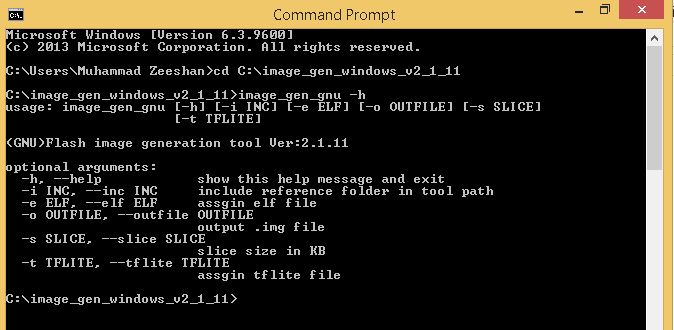 Command Prompt
Microsoft Windows [Version 6.3.9600]
(c) 2013 Microsoft Corporation. All rights reserved.
C:\Users\Muhammad Zeeshan>cd C:\image_gen_windows_v2_1_11
C:\image_gen_windows_v2_1_11>image_gen_gnu -h
usage: image_gen_gnu [-h] [-i INC] [-e ELF] [-o OUTFILE] [-s SLICE]
[-t TFLITE]
(GNU)Flash image generation tool Ver:2.1.11
optional arguments:
-h, --help show this help message and exit
-i INC, --inc INC include reference folder in tool path
-e ELF, --elf ELF assgin elf file
-o OUTFILE, --outfile OUTFILE
output .img file
-s SLICE, --slice SLICE
slice size in KB
-t TFLITE, --tflite TFLITE
assgin tflite file
C:\image_gen_windows_v2_1_11>